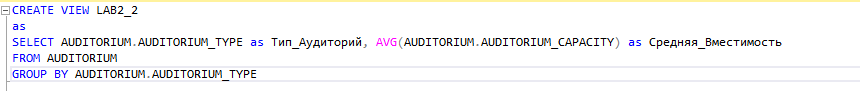 CREATE VIEW LAB2_2
as
SELECT AUDITORIUM.AUDITORIUM_TYPE as Тип_Аудиторий, AVG(AUDITORIUM.AUDITORIUM_CAPACITY) as Средняя_Вместимость
FROM AUDITORIUM
GROUP BY AUDITORIUM.AUDITORIUM_TYPE